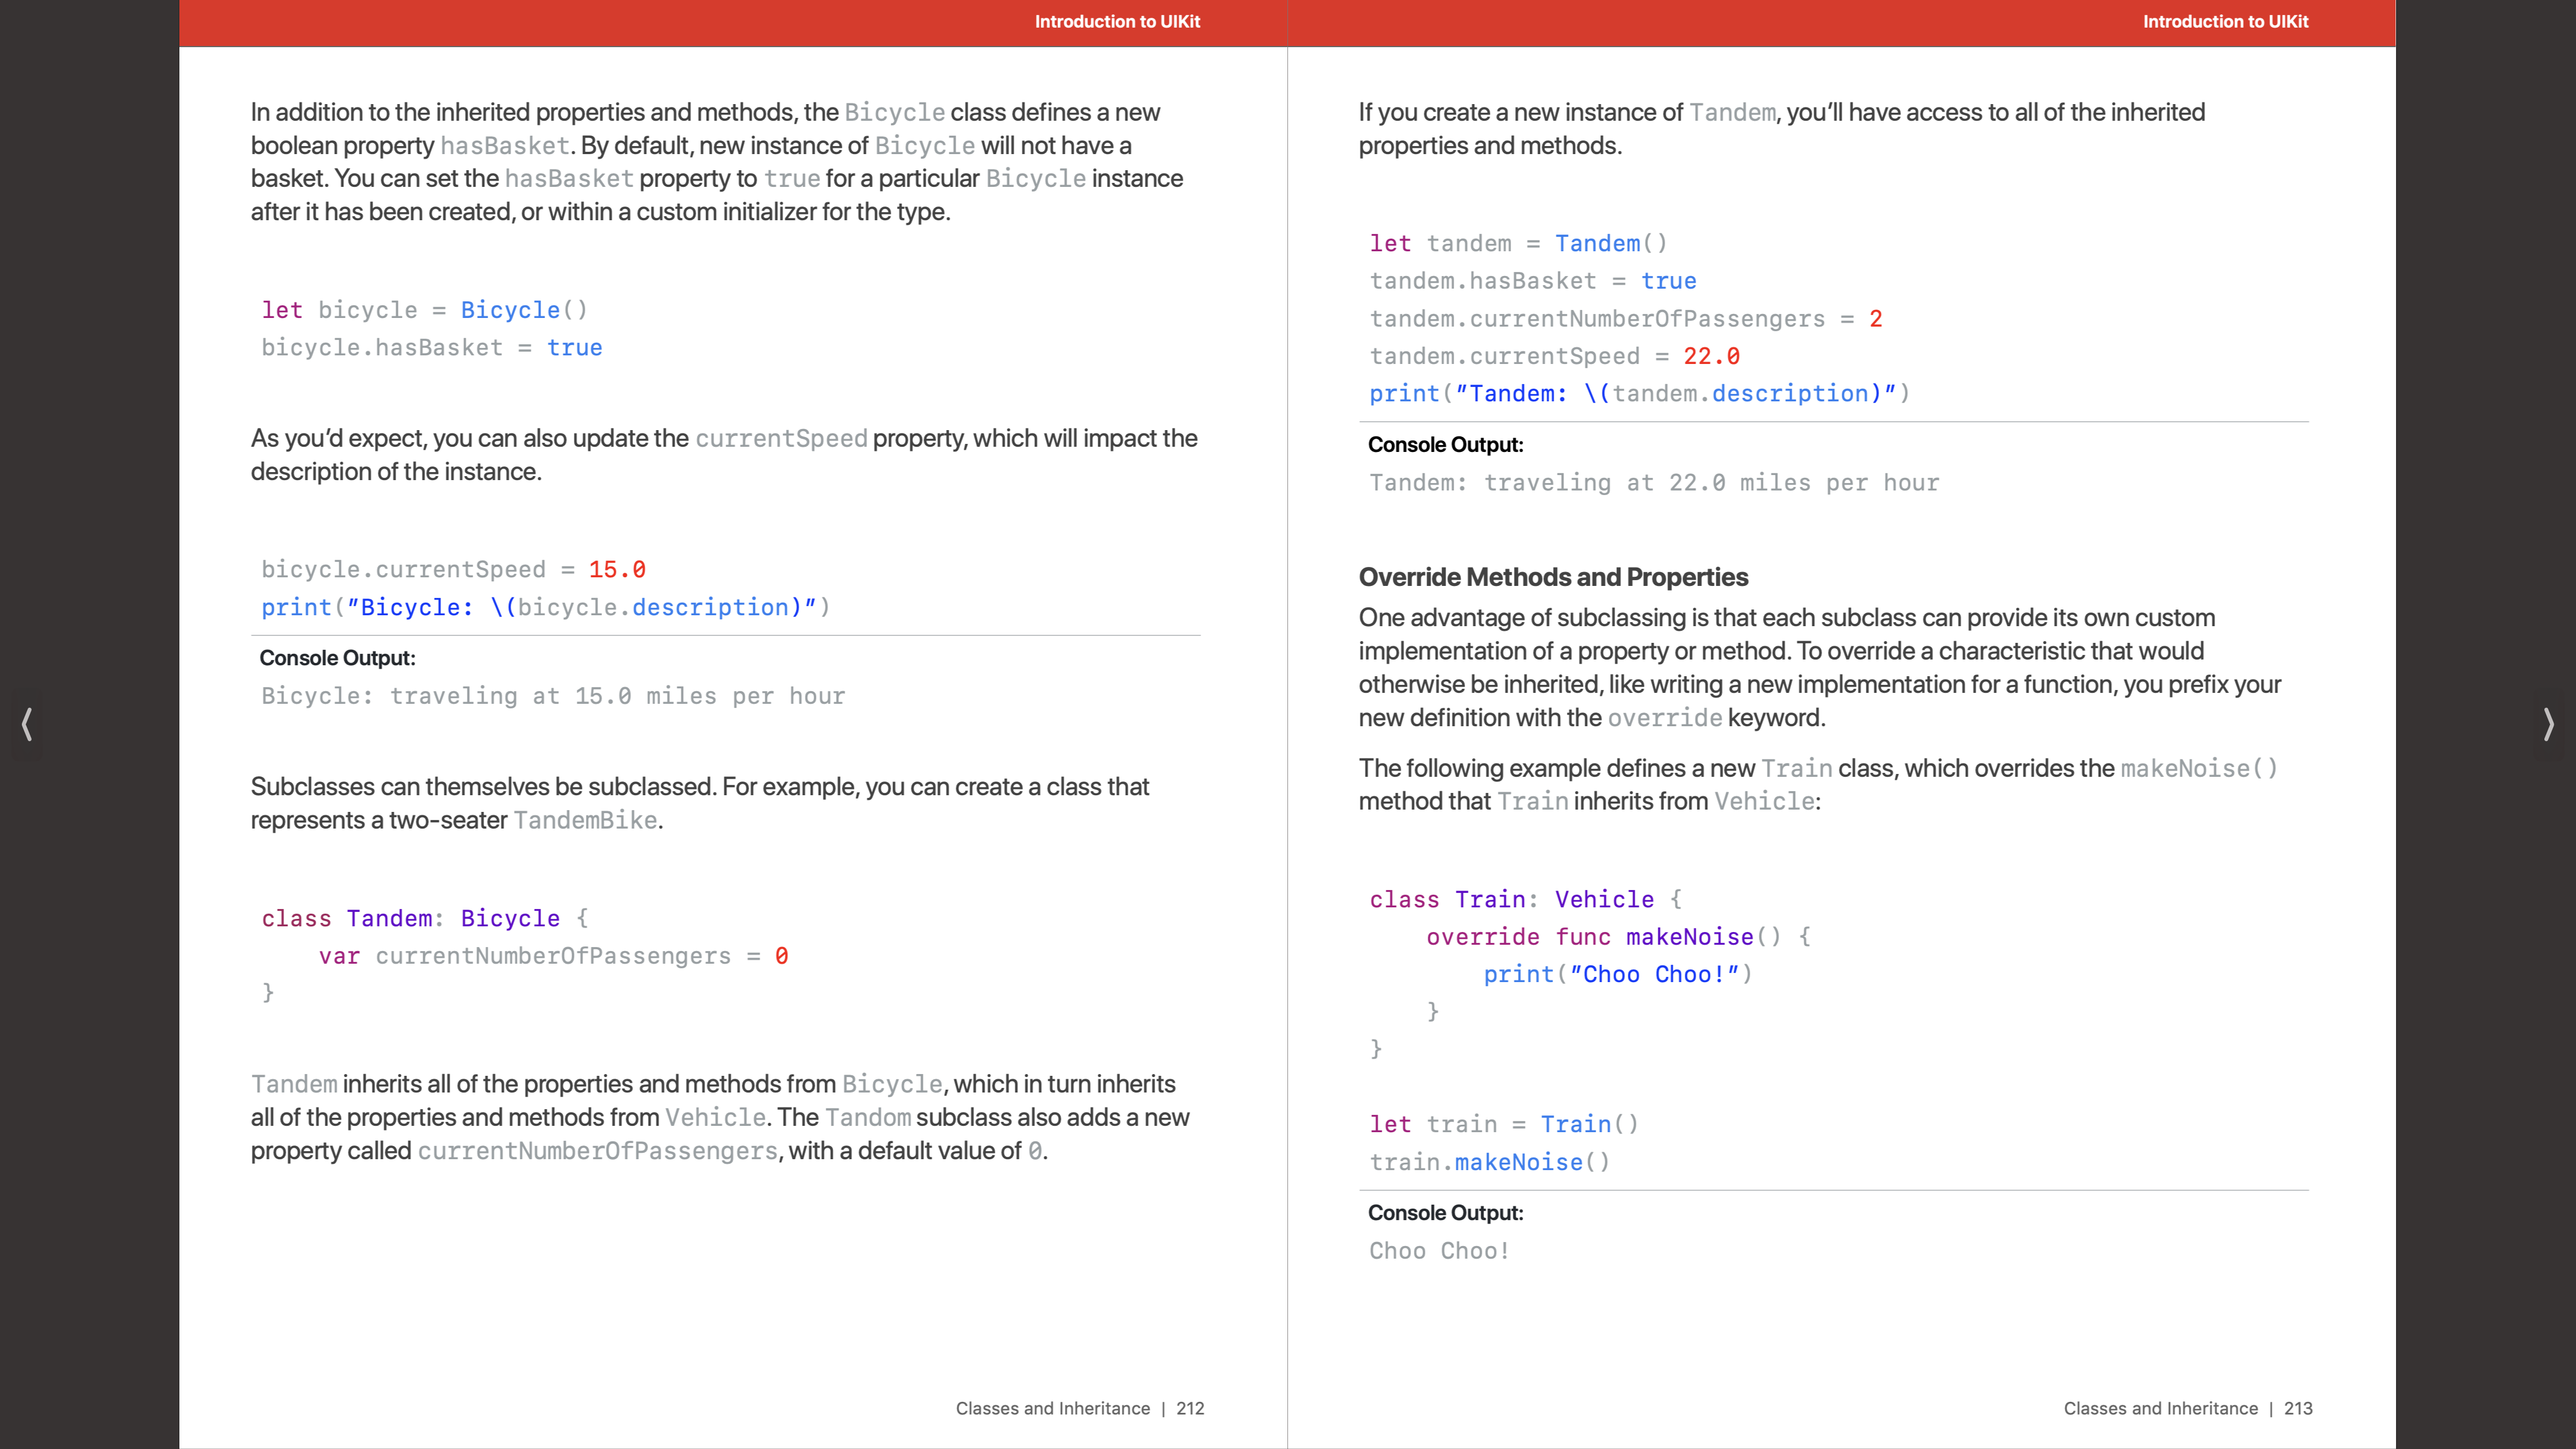 Introduction to UIKit
In addition to the inherited properties and methods, the Bicycle class defines a new
boolean property hasBasket. By default, new instance of Bicycle will not have a
basket. You can set the hasBasket property to true for a particular Bicycle instance
after it has been created, or within a custom initializer for the type.
let bicycle = Bicycle()
bicycle.hasBasket = true
As you’d expect, you can also update the currentSpeed property, which will impact the
description of the instance.
bicycle.currentSpeed = 15.0
print("Bicycle: \(bicycle.description)")
Console Output:
Bicycle: traveling at 15.0 miles per hour
Subclasses can themselves be subclassed. For example, you can create a class that
represents a two-seater TandemBike.
class Tandem: Bicycle {
    var currentNumberOfPassengers = 0
}
Tandem inherits all of the properties and methods from Bicycle, which in turn inherits
all of the properties and methods from Vehicle. The Tandom subclass also adds a new
property called currentNumberOfPassengers, with a default value of 0.
Classes and Inheritance | 212
Introduction to UIKit
If you create a new instance of Tandem, you’ll have access to all of the inherited
properties and methods.
let tandem = Tandem()
tandem.hasBasket = true
tandem.currentNumberOfPassengers = 2
tandem.currentSpeed = 22.0
print("Tandem: \(tandem.description)")
Console Output:
Tandem: traveling at 22.0 miles per hour
Override Methods and Properties
One advantage of subclassing is that each subclass can provide its own custom
implementation of a property or method. To override a characteristic that would
otherwise be inherited, like writing a new implementation for a function, you prefix your
new definition with the override keyword.
The following example defines a new Train class, which overrides the makeNoise()
method that Train inherits from Vehicle:
class Train: Vehicle {
    override func makeNoise() {
        print("Choo Choo!")
    }
}
let train = Train()
train.makeNoise()
Console Output:
Choo Choo!
Classes and Inheritance | 213